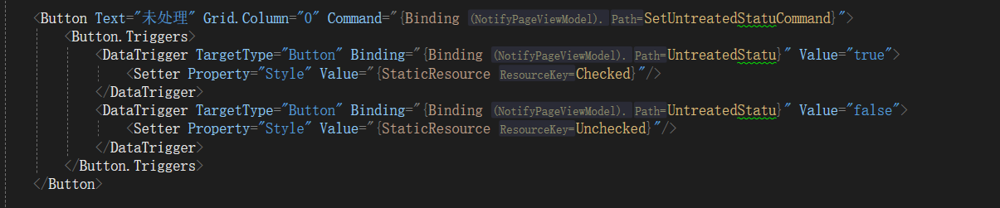 <Button Text="未处理" Grid.Column="0" Command="{Binding (NotifyPageViewModel). Path=SetUntreatedStatuCommand}">
<Button.Triggers>
<DataTrigger TargetType="Button" Binding="{Binding (NotifyPageViewModel). Path=UntreatedStatu}" Value="true">
<Setter Property="Style" Value="{StaticResource ResourceKey=Checked}"/>
</DataTrigger>
<DataTrigger TargetType="Button" Binding="{Binding (NotifyPageViewModel). Path=UntreatedStatu}" Value="false">
<Setter Property="Style" Value="{StaticResource ResourceKey=Unchecked}"/>
</DataTrigger>
</Button.Triggers>
</Button>